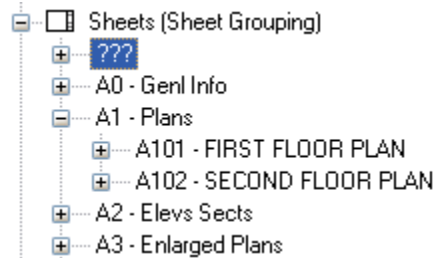 Sheets (Sheet Grouping)
???
A0 - Genl Info
A1 - Plans
A101 - FIRST FLOOR PLAN
A102 - SECOND FLOOR PLAN
A2 - Elevs Sects
A3 - Enlarged Plans